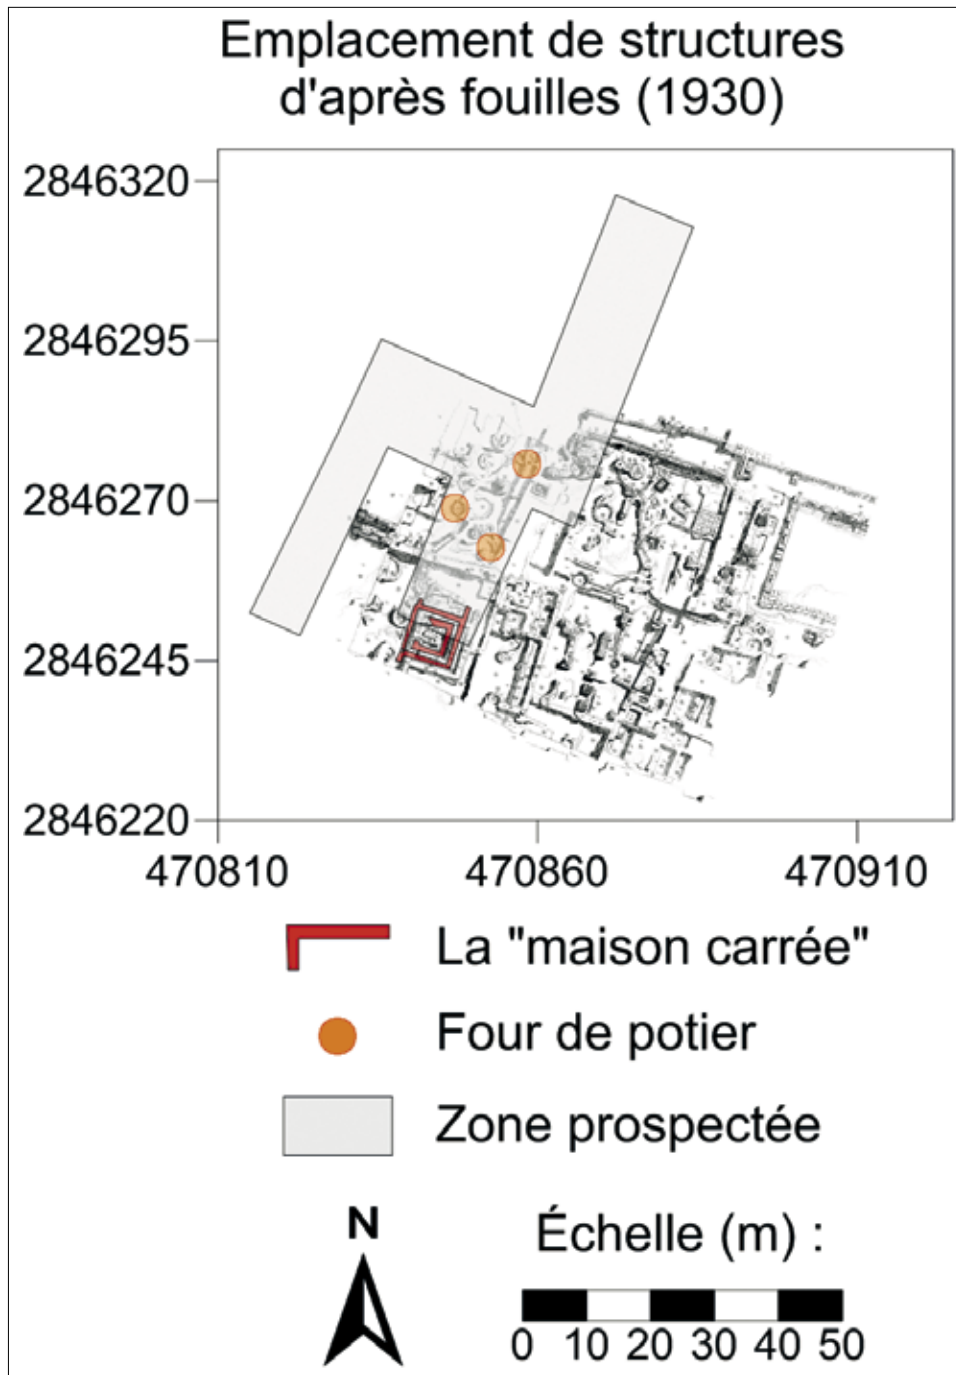 Emplacement de structures
d'après fouilles (1930)
2846320
2846295
2846270
2846245
2846220
470810 470860 470910
La "maison carrée"
Four de potier
Zone prospectée
N
Échelle (m) :
0 10 20 30 40 50